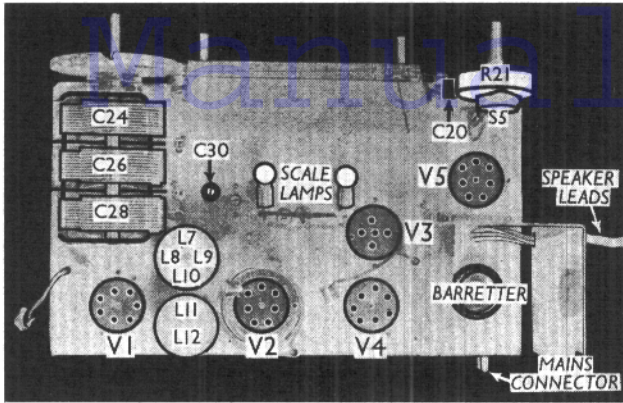 Manual
C24
C26
C28
C30
SCALE
LAMPS
R21
S5
C20
V5
SPEAKER
LEADS
V3
L7
L8 L9
L10
L11
L12
V1
V2
V4
BARRETTER
MAINS
CONNECTOR